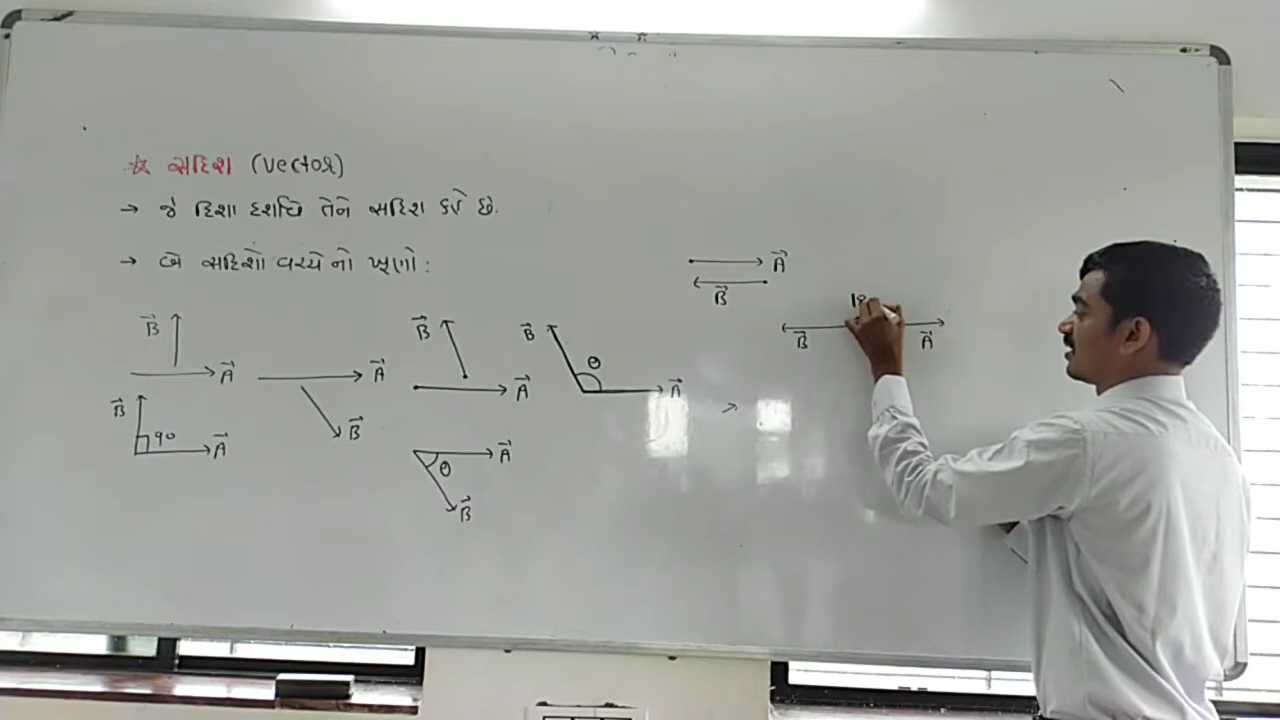 ☆ સદિશ (Vector)
→ જે દિશા દર્શાવે તેને સદિશ કહે છે.
→ બે સદિશો વચ્ચે નો ખૂણો :
A⃗
B⃗
B⃗ A⃗
18
B⃗
A⃗
A⃗
B⃗
B⃗
A⃗
B⃗ θ
A⃗
B⃗ 90 A⃗
A⃗
θ
B⃗